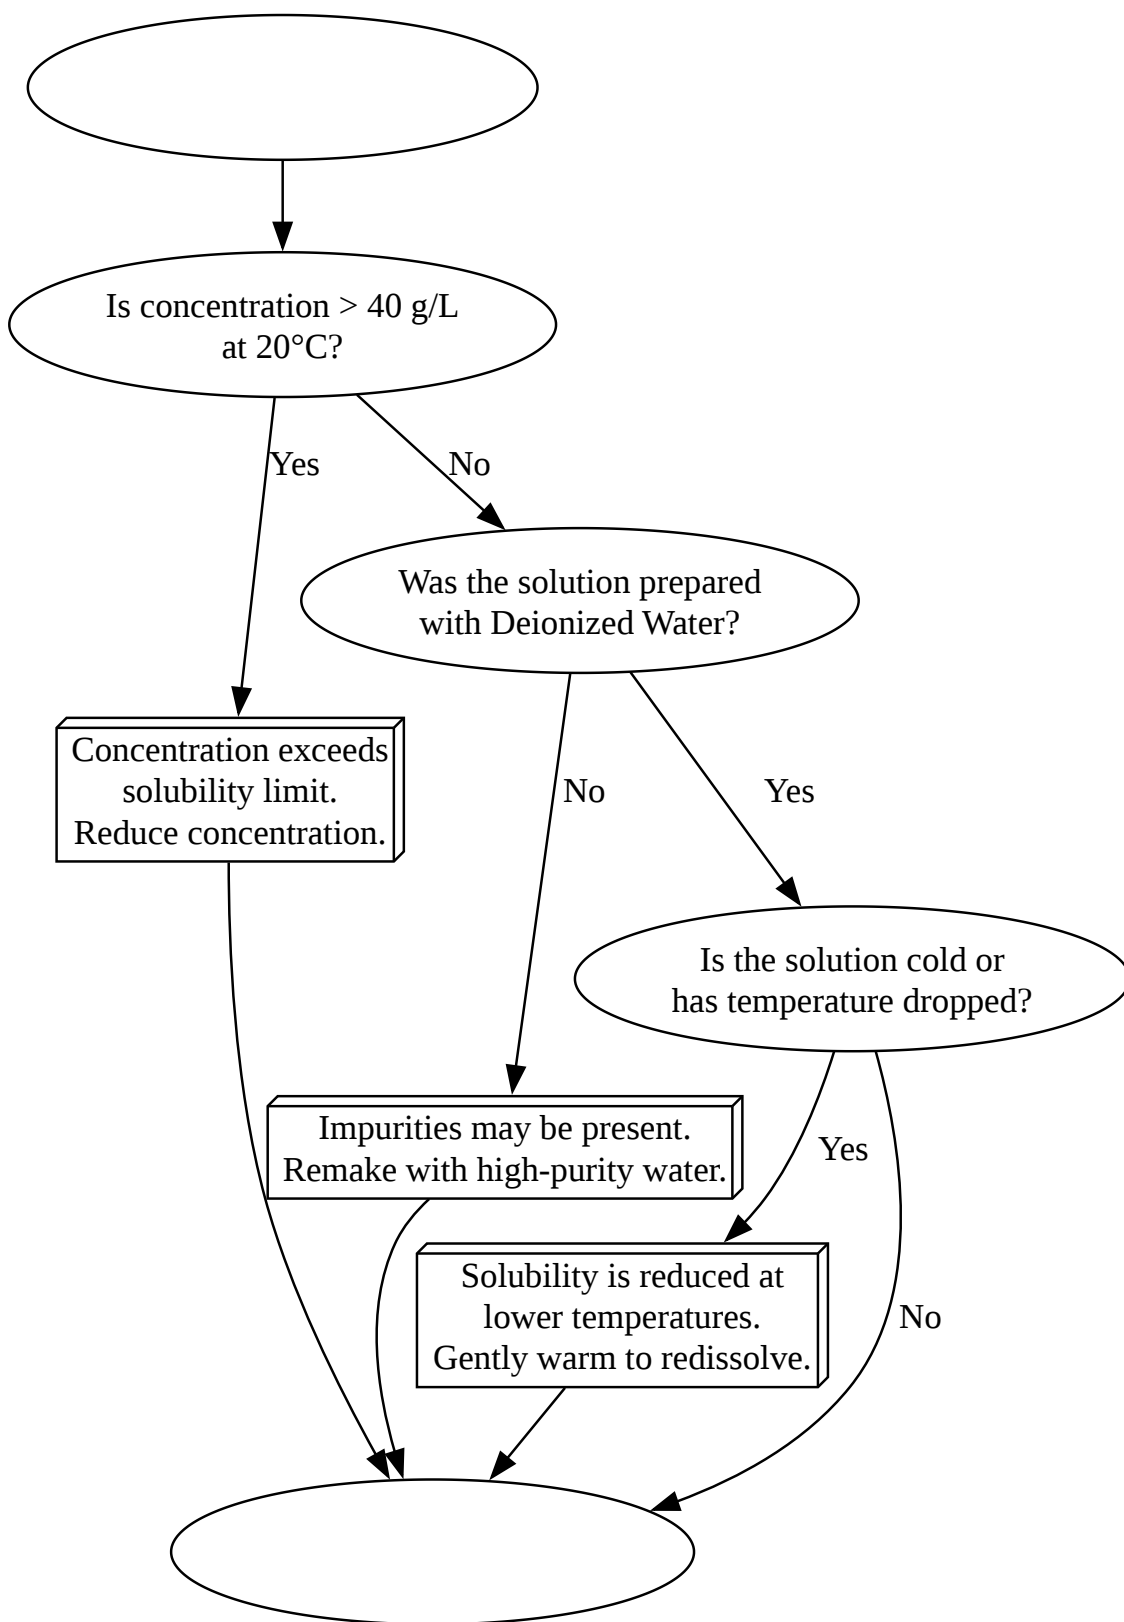 Is concentration > 40 g/L
at 20°C?
Yes
No
Was the solution prepared
with Deionized Water?
Concentration exceeds
solubility limit.
Reduce concentration.
No
Yes
Is the solution cold or
has temperature dropped?
Impurities may be present.
Remake with high-purity water.
Yes
Solubility is reduced at
lower temperatures.
Gently warm to redissolve.
No